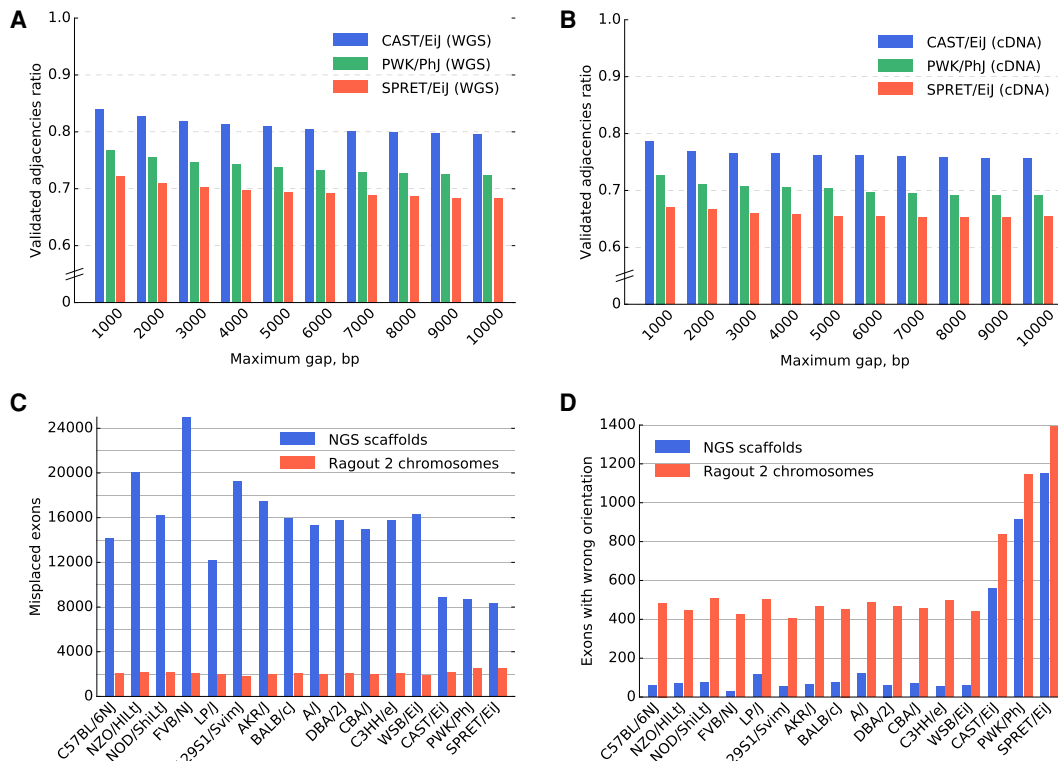 A
Validated adjacencies ratio
1.0
0.9
0.8
0.7
0.6
0
CAST/EiJ (WGS)
PWK/PhJ (WGS)
SPRET/EiJ (WGS)
1000 2000 3000 4000 5000 6000 7000 8000 9000 10000
Maximum gap, bp
B
Validated adjacencies ratio
1.0
0.9
0.8
0.7
0.6
0
CAST/EiJ (cDNA)
PWK/PhJ (cDNA)
SPRET/EiJ (cDNA)
1000 2000 3000 4000 5000 6000 7000 8000 9000 10000
Maximum gap, bp
C
Misplaced exons
24000
20000
16000
12000
8000
4000
0
NGS scaffolds
Ragout 2 chromosomes
C57BL/6NJ NZO/HILtJ NOD/ShiLtJ FVB/NJ LP/J 129S1/SvimJ AKR/J BALB/cJ A/J DBA/2J CBA/J C3HH/eJ WSB/EiJ CAST/EiJ PWK/PhJ SPRET/EiJ
D
Exons with wrong orientation
1400
1200
1000
800
600
400
200
0
NGS scaffolds
Ragout 2 chromosomes
C57BL/6NJ NZO/HILtJ NOD/ShiLtJ FVB/NJ LP/J 129S1/SvimJ AKR/J BALB/cJ A/J DBA/2J CBA/J C3HH/eJ WSB/EiJ CAST/EiJ PWK/PhJ SPRET/EiJ